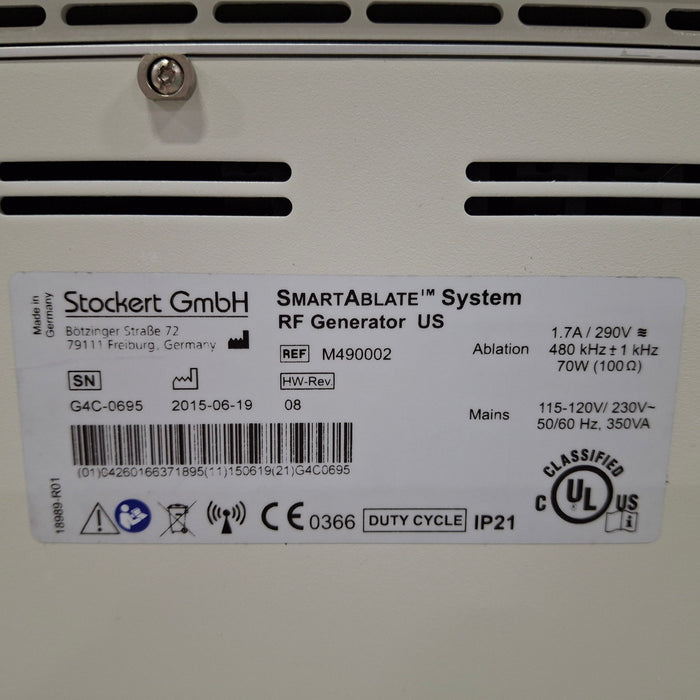 Made in
Germany
Stockert GmbH
Bötzinger Straße 72
79111 Freiburg, Germany
SMARTABLATE™ System
RF Generator US
REF M490002
SN
HW-Rev.
G4C-0695 2015-06-19 08
Ablation
1.7A / 290V ≅
480 kHz ± 1 kHz
70W (100Ω)
Mains
115-120V/ 230V~
50/60 Hz, 350VA
(01)04260166371895(11)150619(21)G4C0695
18989-R01
CE 0366 DUTY CYCLE IP21
CLASSIFIED
C UL US